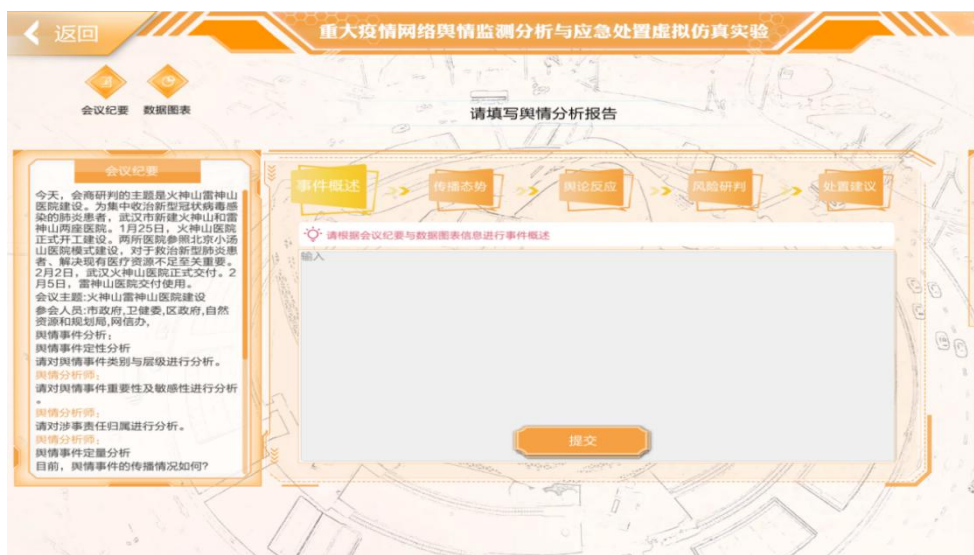 返回
重大疫情网络舆情监测分析与应急处置虚拟仿真实验
会议纪要
数据图表
请填写舆情分析报告
会议纪要
今天，会商研判的主题是火神山雷神山
医院建设。为集中收治新型冠状病毒感
染的肺炎患者，武汉市新建火神山和雷
神山两座医院。1月25日，火神山医院
正式开工建设。两所医院参照北京小汤
山医院模式建设，对于救治新型肺炎患
者、解决现有医疗资源不足至关重要。
2月2日，武汉火神山医院正式交付。2
月5日，雷神山医院交付使用。
会议主题:火神山雷神山医院建设
参会人员:市政府,卫健委,区政府,自然
资源和规划局,网信办,
舆情事件分析：
舆情事件定性分析
请对舆情事件类别与层级进行分析。
舆情分析师：
请对舆情事件重要性及敏感性进行分析
。
舆情分析师：
请对涉事责任归属进行分析。
舆情分析师：
舆情事件定量分析
目前，舆情事件的传播情况如何?
事件概述
传播态势
舆论反应
风险研判
处置建议
请根据会议纪要与数据图表信息进行事件概述
输入
提交